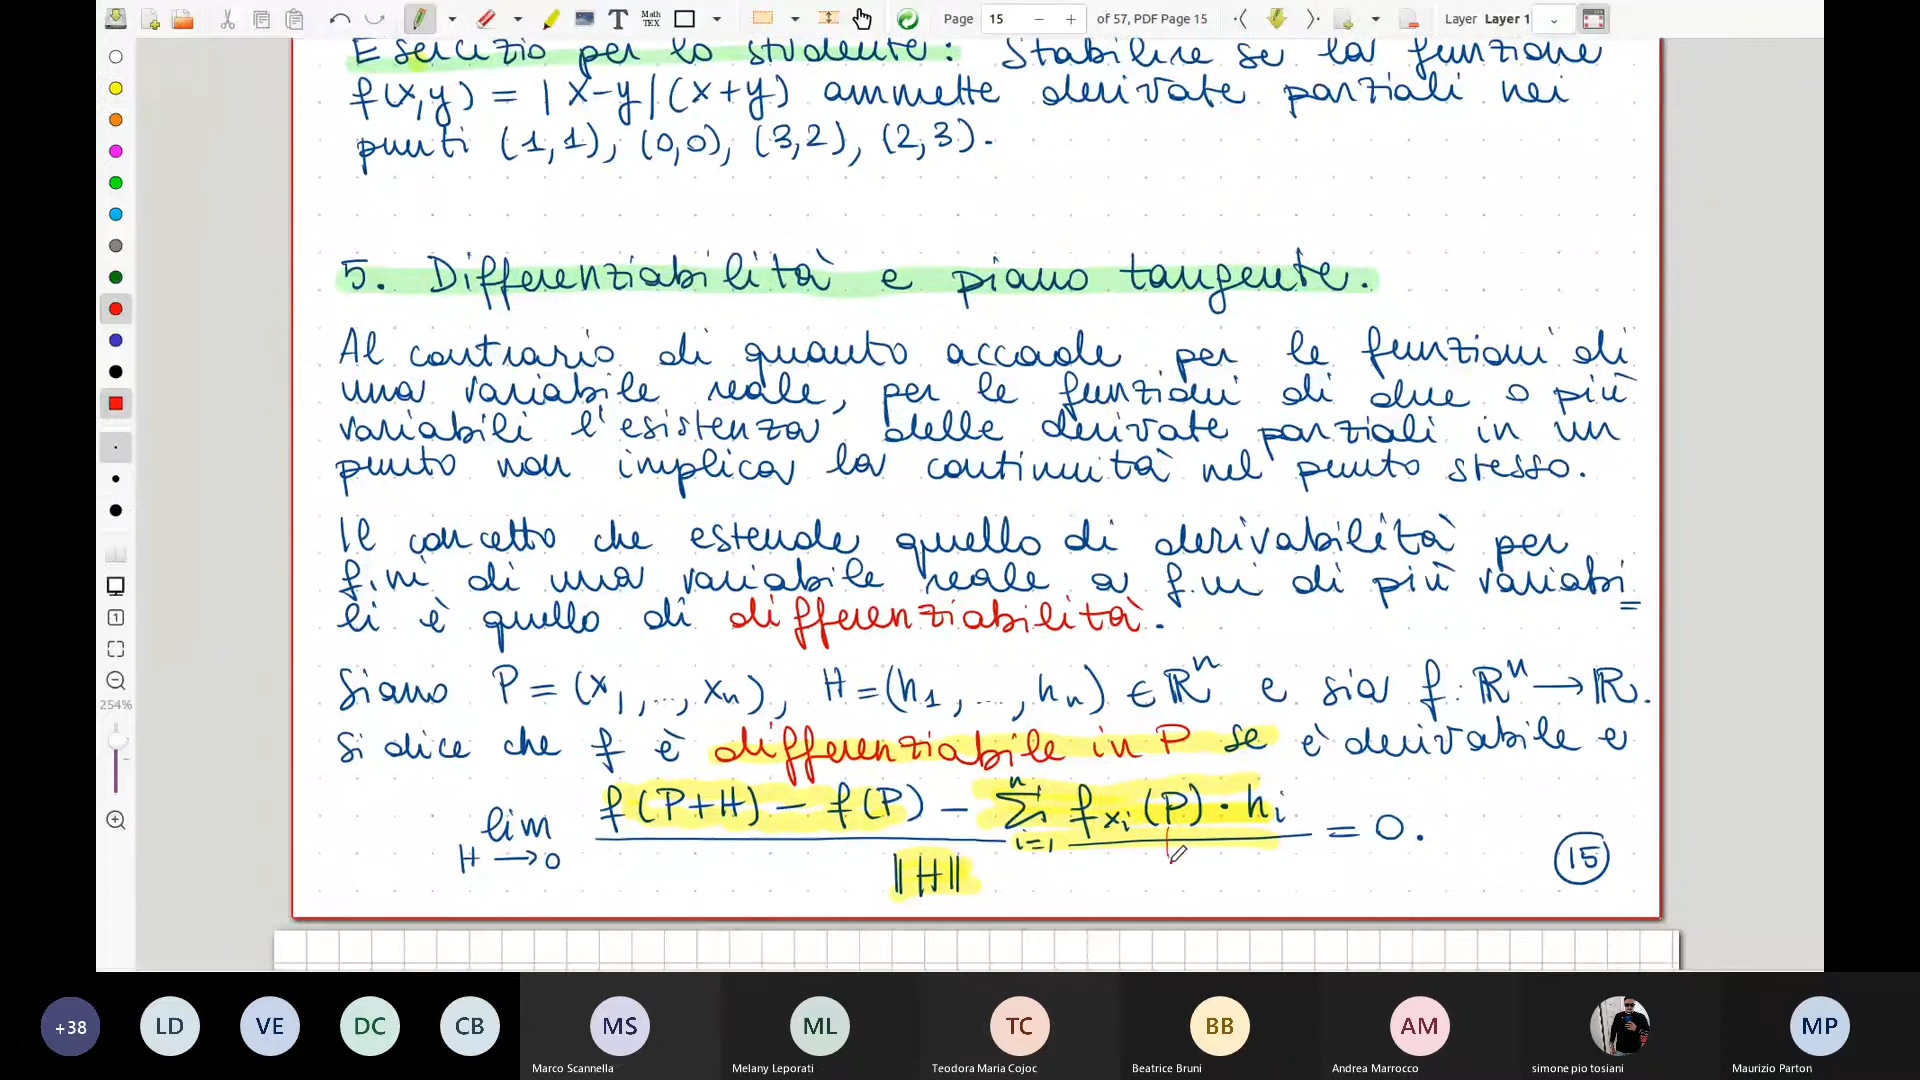 Page 15 of 57, PDF Page 15 Layer Layer 1
Esercizio per lo studente: Stabilire se la funzione
f(x,y) = |x-y|(x+y) ammette derivate parziali nei
punti (1,1), (0,0), (3,2), (2,3).
5. Differenziabilità e piano tangente.
Al contrario di quanto accade per le funzioni di
una variabile reale, per le funzioni di due o più
variabili l'esistenza delle derivate parziali in un
punto non implica la continuità nel punto stesso.
Il concetto che estende quello di derivabilità per
f.ni di una variabile reale a f.ni di più variabi=
li è quello di differenziabilità.
Siano P = (x₁, ..., xₙ), H = (h₁, ..., hₙ) ∈ ℝⁿ e sia f: ℝⁿ → ℝ.
Si dice che f è differenziabile in P se è derivabile e
lim H→0 f(P+H) - f(P) - ∑ i=1 n f xᵢ (P) · hᵢ / ||H|| = 0.
15
254%
+38 LD VE DC CB MS ML TC BB AM MP
Marco Scannella Melany Leporati Teodora Maria Cojoc Beatrice Bruni Andrea Marrocco simone pio tosiani Maurizio Parton